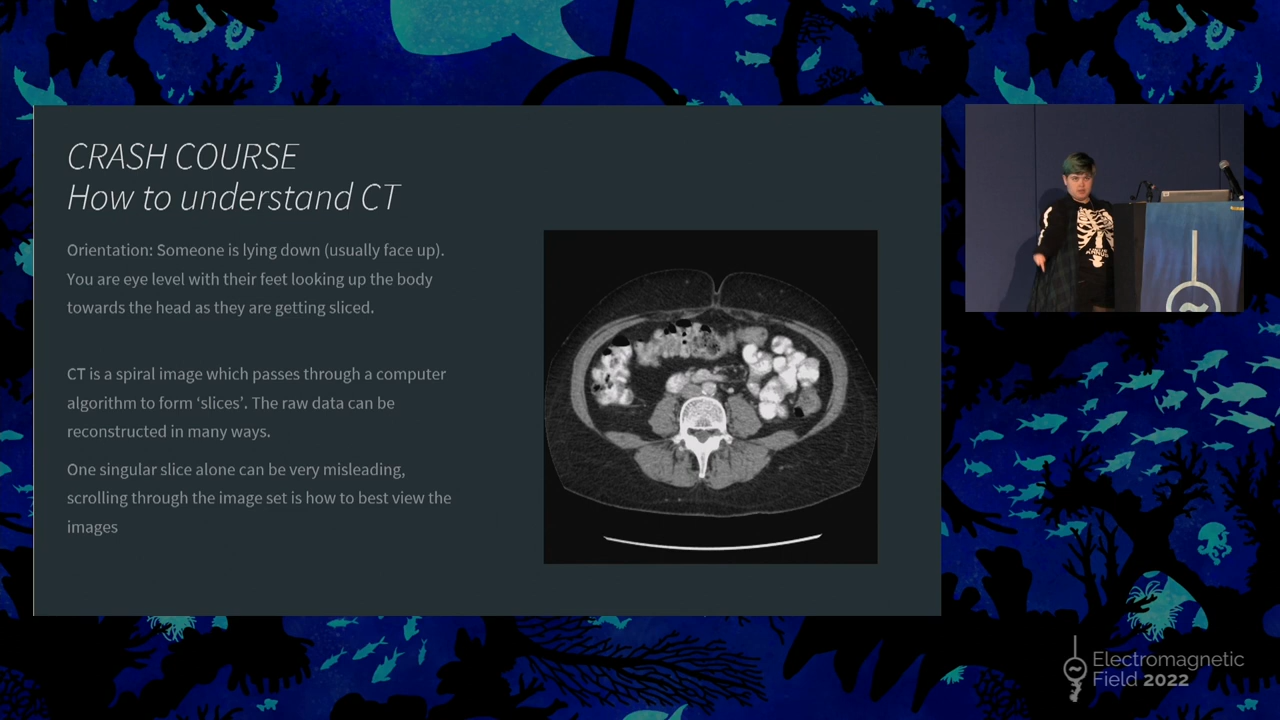 CRASH COURSE
How to understand CT
Orientation: Someone is lying down (usually face up).
You are eye level with their feet looking up the body
towards the head as they are getting sliced.
CT is a spiral image which passes through a computer
algorithm to form ‘slices’. The raw data can be
reconstructed in many ways.
One singular slice alone can be very misleading,
scrolling through the image set is how to best view the
images
Electromagnetic
Field 2022